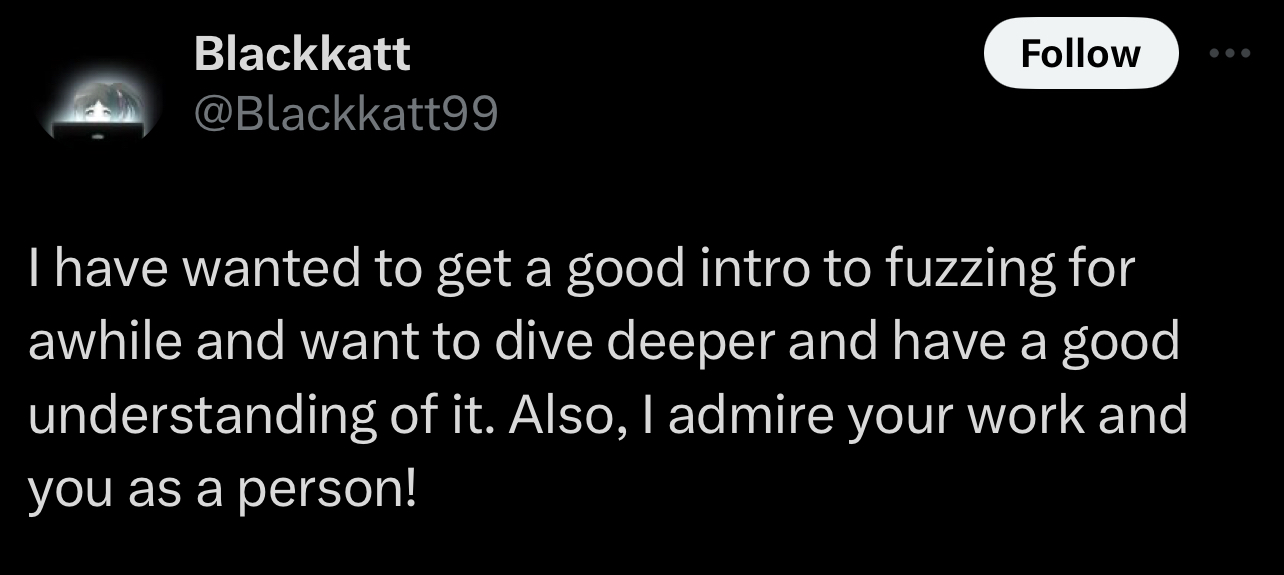 Blackkatt
Follow
@Blackkatt99
I have wanted to get a good intro to fuzzing for
awhile and want to dive deeper and have a good
understanding of it. Also, I admire your work and
you as a person!